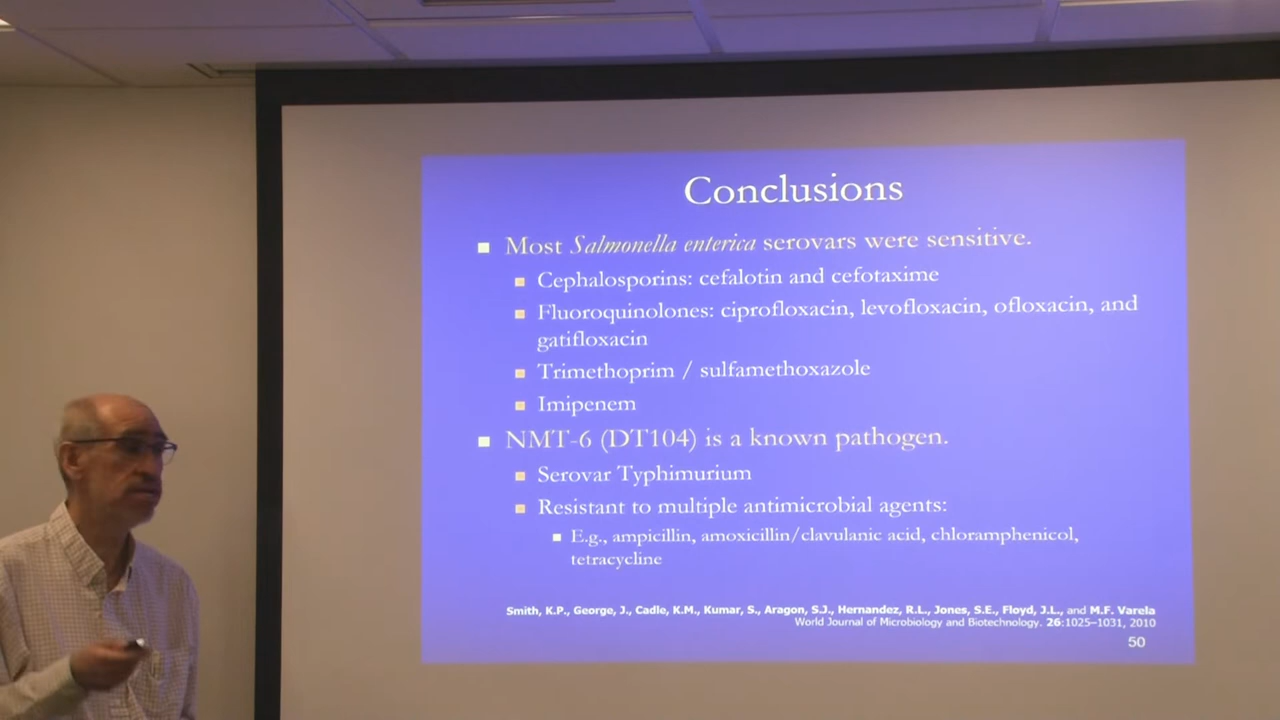 Conclusions
Most Salmonella enterica serovars were sensitive.
Cephalosporins: cefalotin and cefotaxime
Fluoroquinolones: ciprofloxacin, levofloxacin, ofloxacin, and
gatifloxacin
Trimethoprim / sulfamethoxazole
Imipenem
NMT-6 (DT104) is a known pathogen.
Serovar Typhimurium
Resistant to multiple antimicrobial agents:
E.g., ampicillin, amoxicillin/clavulanic acid, chloramphenicol,
tetracycline
Smith, K.P., George, J., Cadle, K.M., Kumar, S., Aragon, S.J., Hernandez, R.L., Jones, S.E., Floyd, J.L., and M.F. Varela
World Journal of Microbiology and Biotechnology. 26:1025–1031, 2010
50